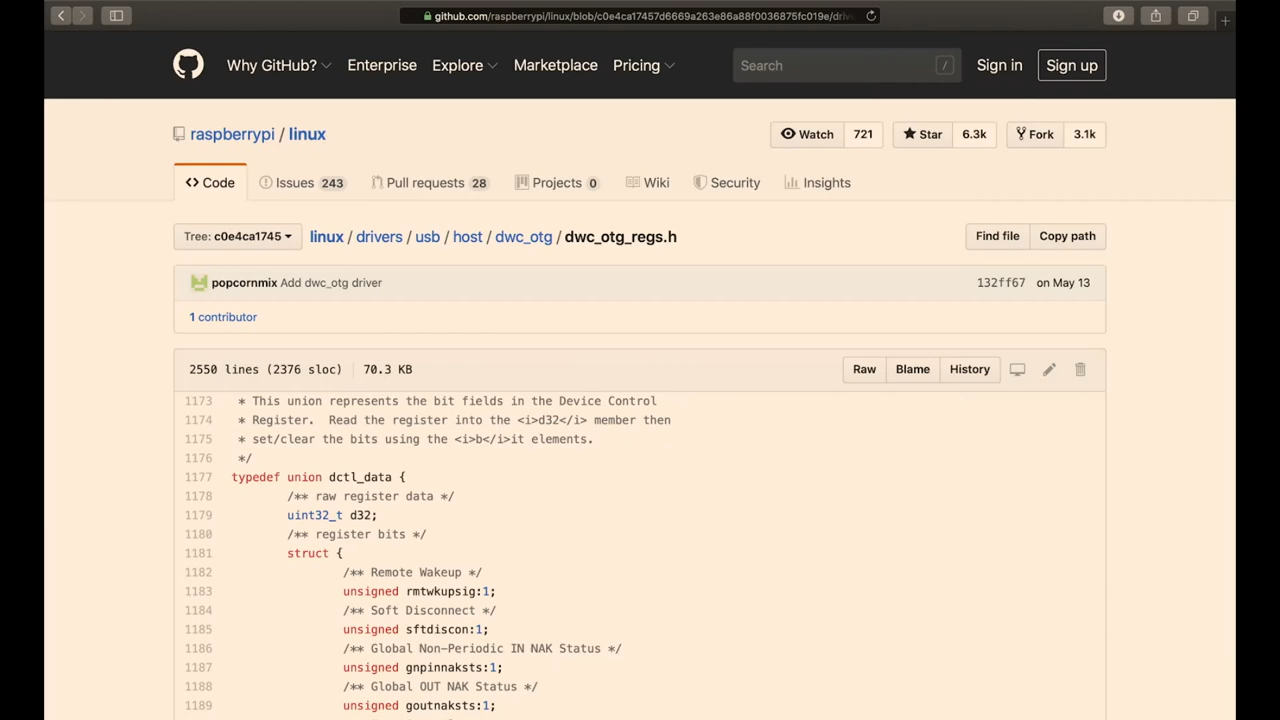 github.com/raspberrypi/linux/blob/c0e4ca17457d6669a263e86a88f0036875fc019e/driv
Why GitHub? Enterprise Explore Marketplace Pricing Search / Sign in Sign up
raspberrypi / linux Watch 721 Star 6.3k Fork 3.1k
Code Issues 243 Pull requests 28 Projects 0 Wiki Security Insights
Tree: c0e4ca1745 linux / drivers / usb / host / dwc_otg / dwc_otg_regs.h Find file Copy path
popcornmix Add dwc_otg driver 132ff67 on May 13
1 contributor
2550 lines (2376 sloc) 70.3 KB Raw Blame History
1173 * This union represents the bit fields in the Device Control
1174 * Register.  Read the register into the <i>d32</i> member then
1175 * set/clear the bits using the <i>b</i>it elements.
1176 */
1177 typedef union dctl_data {
1178 /** raw register data */
1179 uint32_t d32;
1180 /** register bits */
1181 struct {
1182 /** Remote Wakeup */
1183 unsigned rmtwkupsig:1;
1184 /** Soft Disconnect */
1185 unsigned sftdiscon:1;
1186 /** Global Non-Periodic IN NAK Status */
1187 unsigned gnpinnaksts:1;
1188 /** Global OUT NAK Status */
1189 unsigned goutnaksts:1;